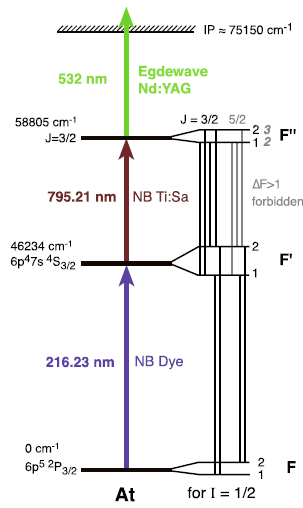 IP ≈ 75150 cm⁻¹
532 nm
Egdewave
Nd:YAG
58805 cm⁻¹
J=3/2
J = 3/2 5/2
2 3
1 2
F"
795.21 nm NB Ti:Sa
ΔF>1
forbidden
46234 cm⁻¹
6p⁴7s ⁴S₃/₂
2
1
F'
216.23 nm NB Dye
0 cm⁻¹
6p⁵ ²P₃/₂
2
1
F
At
for I = 1/2